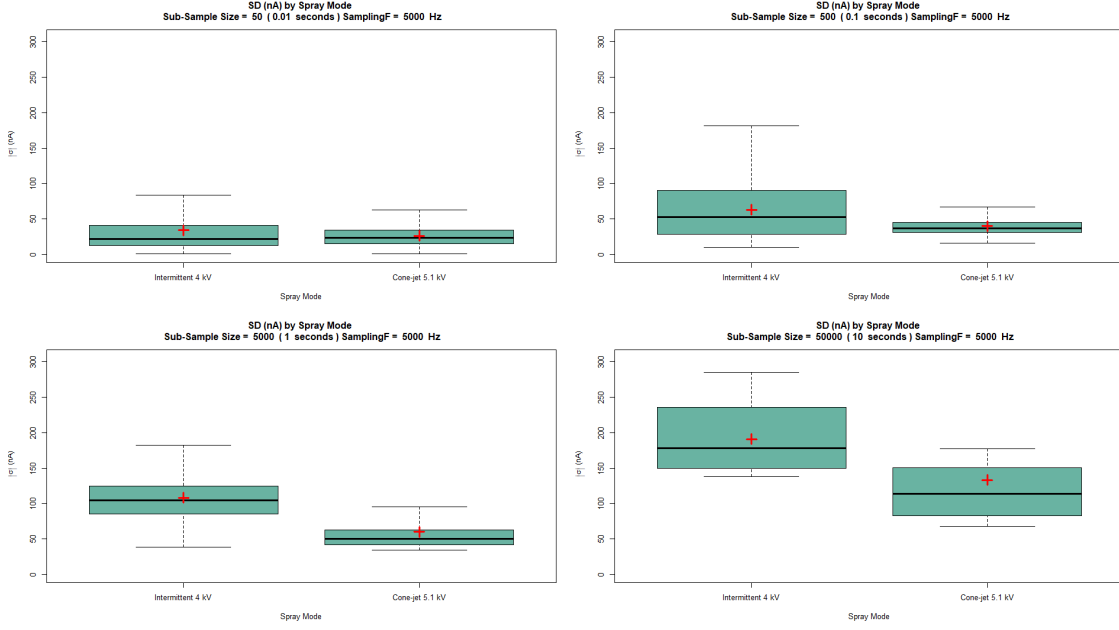 SD (nA) by Spray Mode
Sub-Sample Size = 50 ( 0.01 seconds ) SamplingF = 5000 Hz
300
250
200
150
100
50
0
|σ| (nA)
Intermittent 4 kV
Cone-jet 5.1 kV
Spray Mode
SD (nA) by Spray Mode
Sub-Sample Size = 500 ( 0.1 seconds ) SamplingF = 5000 Hz
300
250
200
150
100
50
0
|σ| (nA)
Intermittent 4 kV
Cone-jet 5.1 kV
Spray Mode
SD (nA) by Spray Mode
Sub-Sample Size = 5000 ( 1 seconds ) SamplingF = 5000 Hz
300
250
200
150
100
50
0
|σ| (nA)
Intermittent 4 kV
Cone-jet 5.1 kV
Spray Mode
SD (nA) by Spray Mode
Sub-Sample Size = 50000 ( 10 seconds ) SamplingF = 5000 Hz
300
250
200
150
100
50
0
|σ| (nA)
Intermittent 4 kV
Cone-jet 5.1 kV
Spray Mode